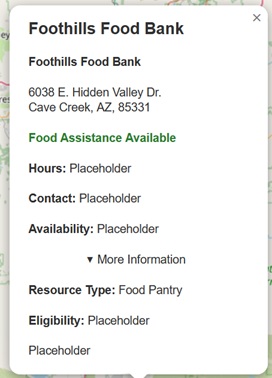 Foothills Food Bank
×
Foothills Food Bank
6038 E. Hidden Valley Dr.
Cave Creek, AZ, 85331
Food Assistance Available
Hours: Placeholder
Contact: Placeholder
Availability: Placeholder
▼ More Information
Resource Type: Food Pantry
Eligibility: Placeholder
Placeholder